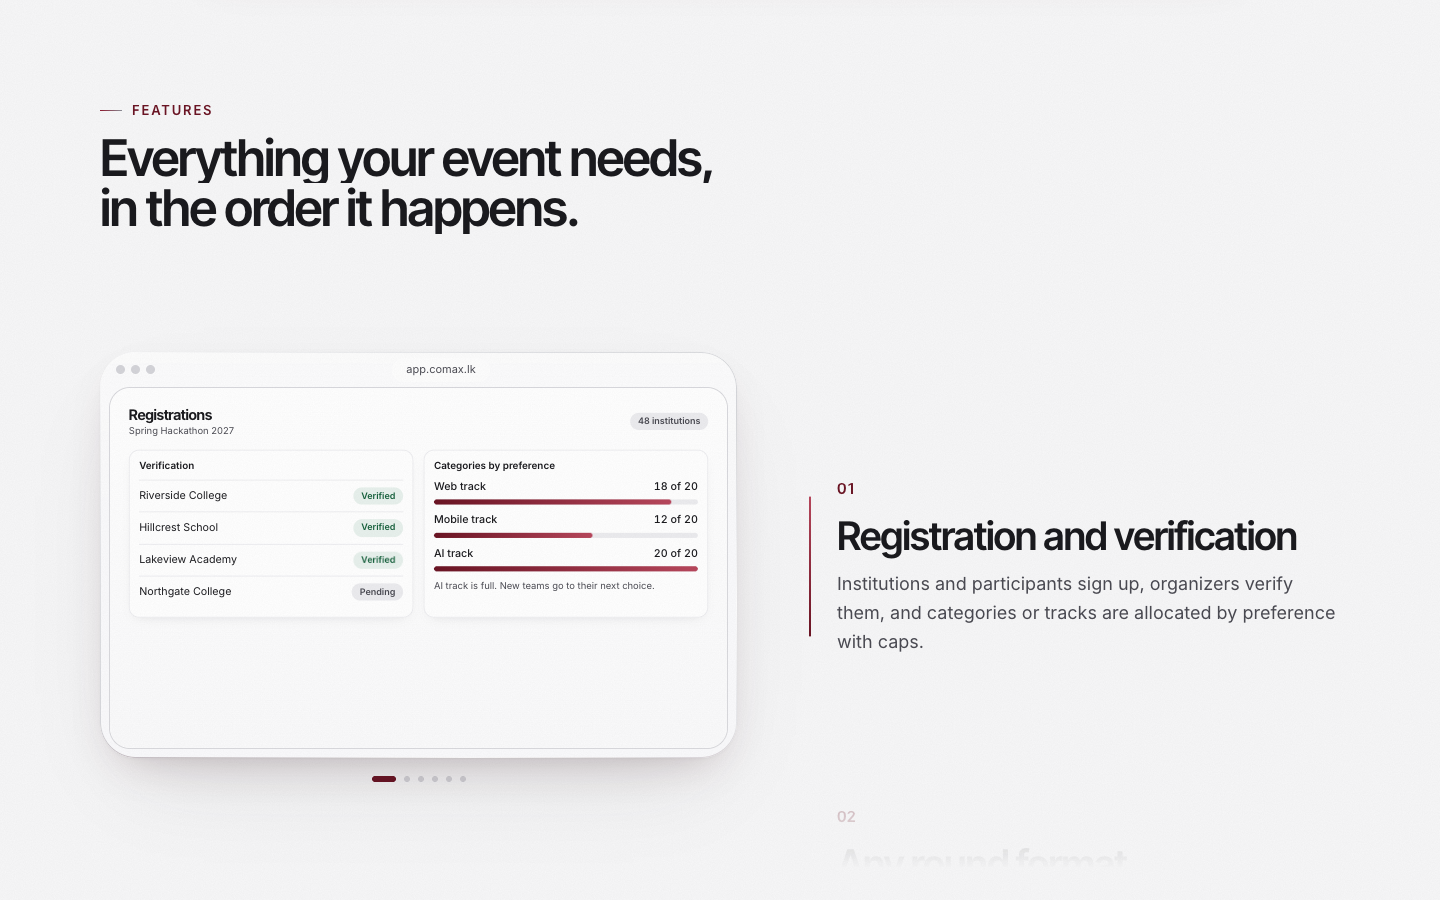 FEATURES
Everything your event needs,
in the order it happens.
app.comax.lk
Registrations
Spring Hackathon 2027
48 institutions
Verification
Riverside College Verified
Hillcrest School Verified
Lakeview Academy Verified
Northgate College Pending
Categories by preference
Web track 18 of 20
Mobile track 12 of 20
AI track 20 of 20
AI track is full. New teams go to their next choice.
01
Registration and verification
Institutions and participants sign up, organizers verify
them, and categories or tracks are allocated by preference
with caps.
02
Any round format